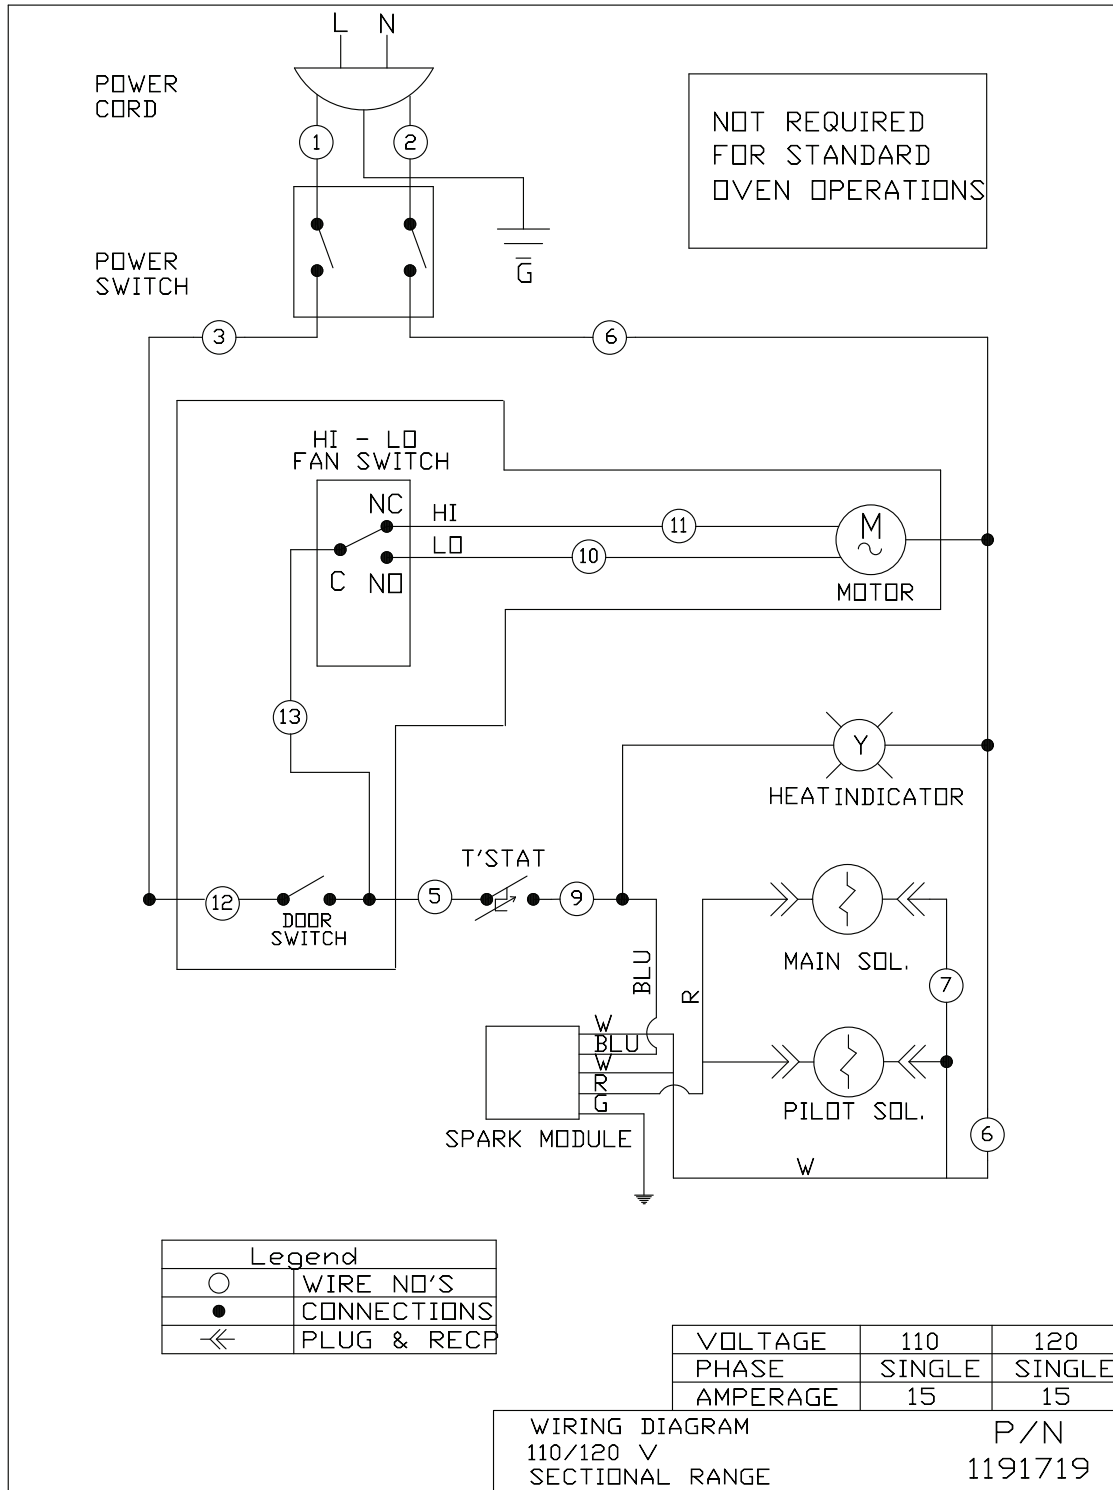 L N
POWER
CORD
1 2
NOT REQUIRED
FOR STANDARD
OVEN OPERATIONS
G
POWER
SWITCH
3 6
HI - LO
FAN SWITCH
NC HI 11 M
LO 10
C NO
MOTOR
13
Y
HEAT INDICATOR
T'STAT
12 5 9
DOOR
SWITCH
MAIN SOL.
BLU
R
7
W
BLU
W
R
G
PILOT SOL.
SPARK MODULE
6
W
Legend
WIRE NO'S
CONNECTIONS
PLUG & RECP
VOLTAGE 110 120
PHASE SINGLE SINGLE
AMPERAGE 15 15
WIRING DIAGRAM
110/120 V
SECTIONAL RANGE
P/N
1191719